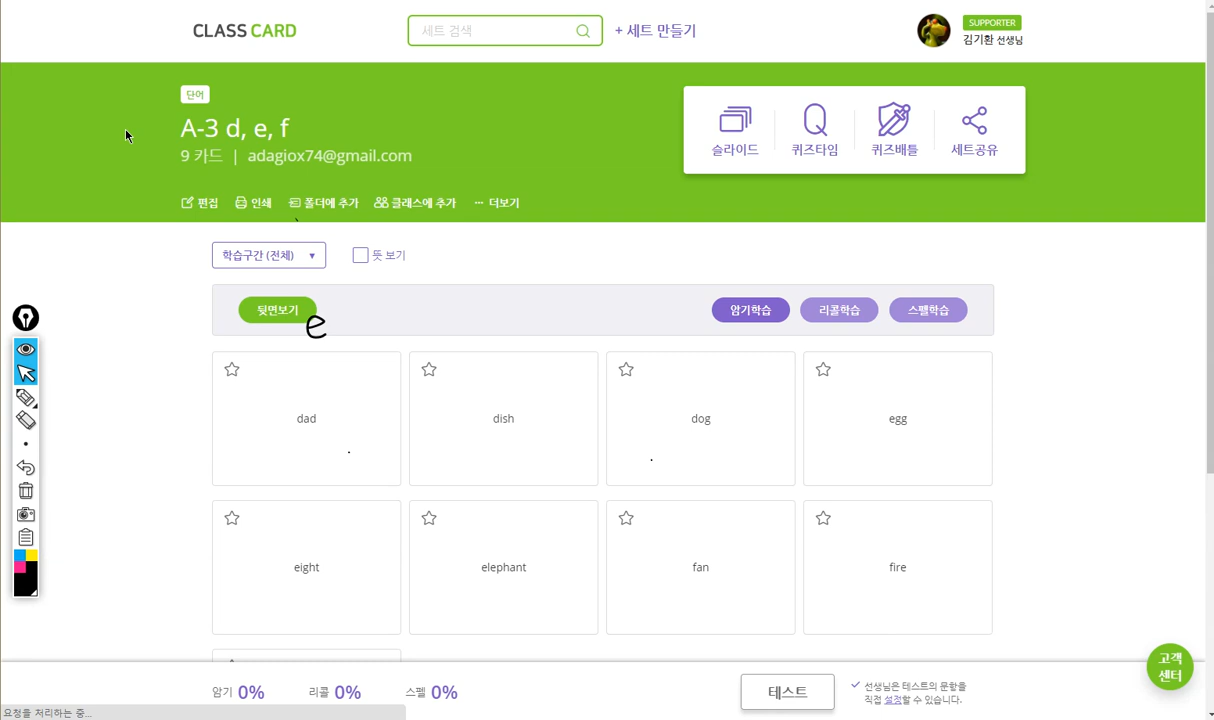 CLASS CARD
세트 검색
+ 세트 만들기
SUPPORTER
김기환 선생님
단어
A-3 d, e, f
9 카드 | adagiox74@gmail.com
슬라이드
퀴즈타임
퀴즈배틀
세트공유
편집
인쇄
폴더에 추가
클래스에 추가
··· 더보기
학습구간 (전체) ▼
뜻 보기
뒷면보기
e
암기학습
리콜학습
스펠학습
dad
dish
dog
egg
eight
elephant
fan
fire
암기 0%
리콜 0%
스펠 0%
테스트
선생님은 테스트의 문항을
직접 설정할 수 있습니다.
고객
센터
요청을 처리하는 중...